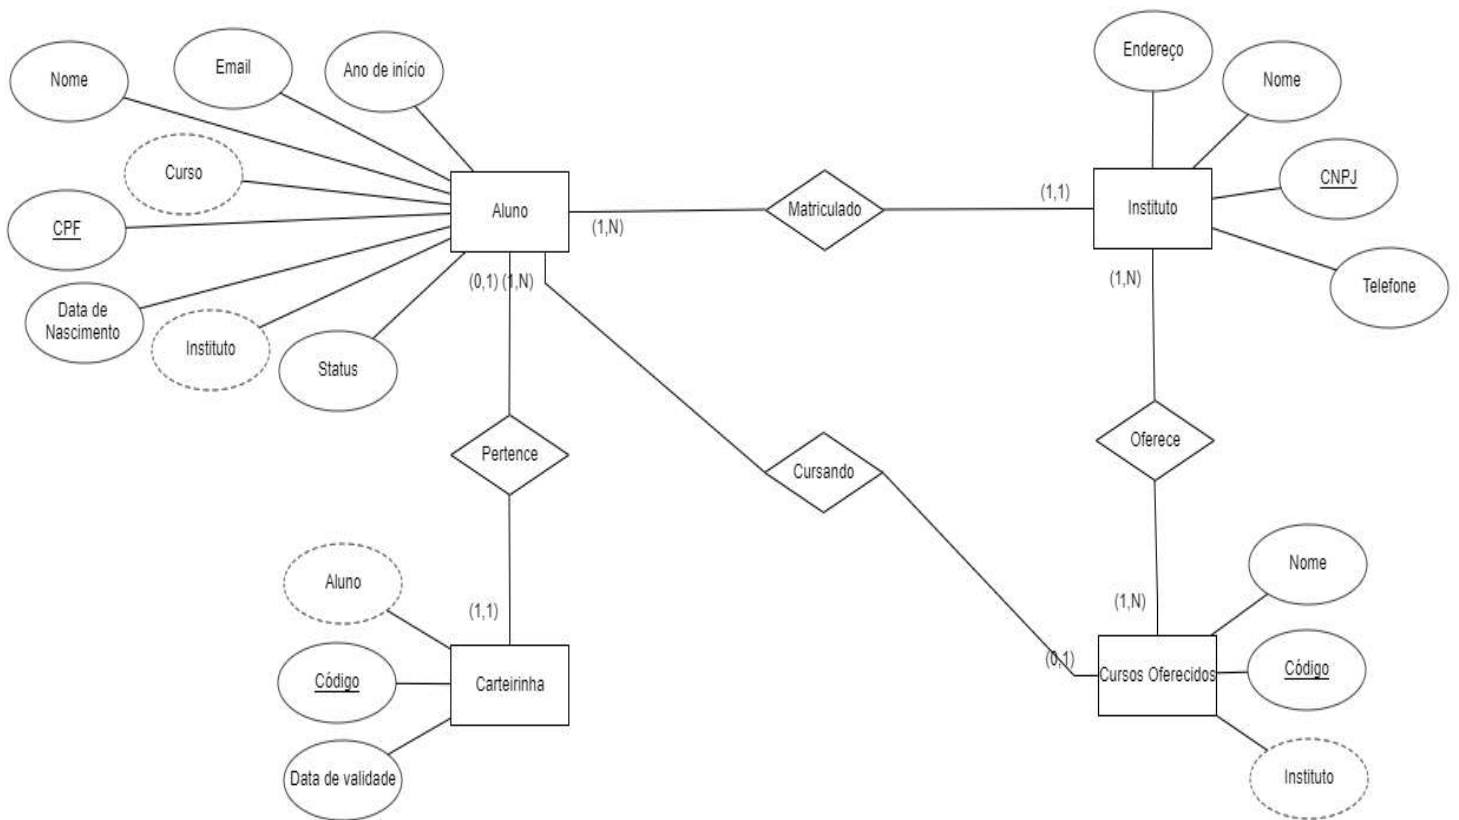 Endereço
Nome
Email
Ano de início
Nome
Curso
CNPJ
CPF
Aluno
(1,N)
Matriculado
(1,1)
Instituto
Telefone
(0,1)
(1,N)
(1,N)
Data de
Nascimento
Instituto
Status
Pertence
Cursando
Oferece
Aluno
(1,1)
(1,N)
Nome
Código
Carteirinha
(0,1)
Cursos Oferecidos
Código
Data de validade
Instituto